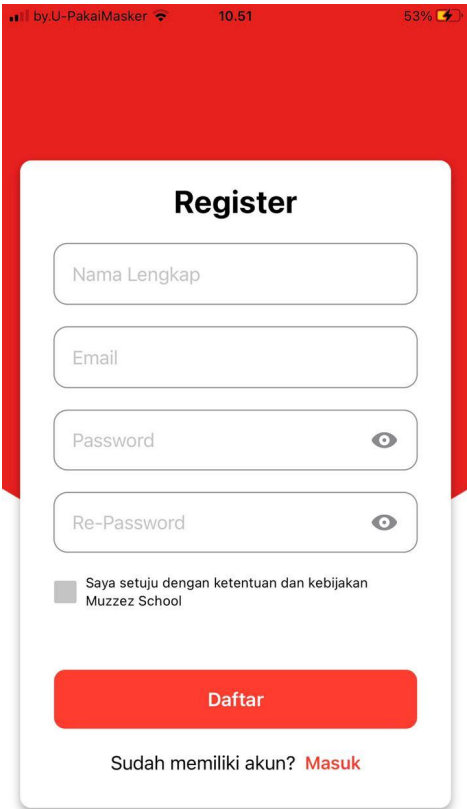 by.U-PakaiMasker 10.51 53%
Register
Nama Lengkap
Email
Password
Re-Password
Saya setuju dengan ketentuan dan kebijakan
Muzzez School
Daftar
Sudah memiliki akun? Masuk